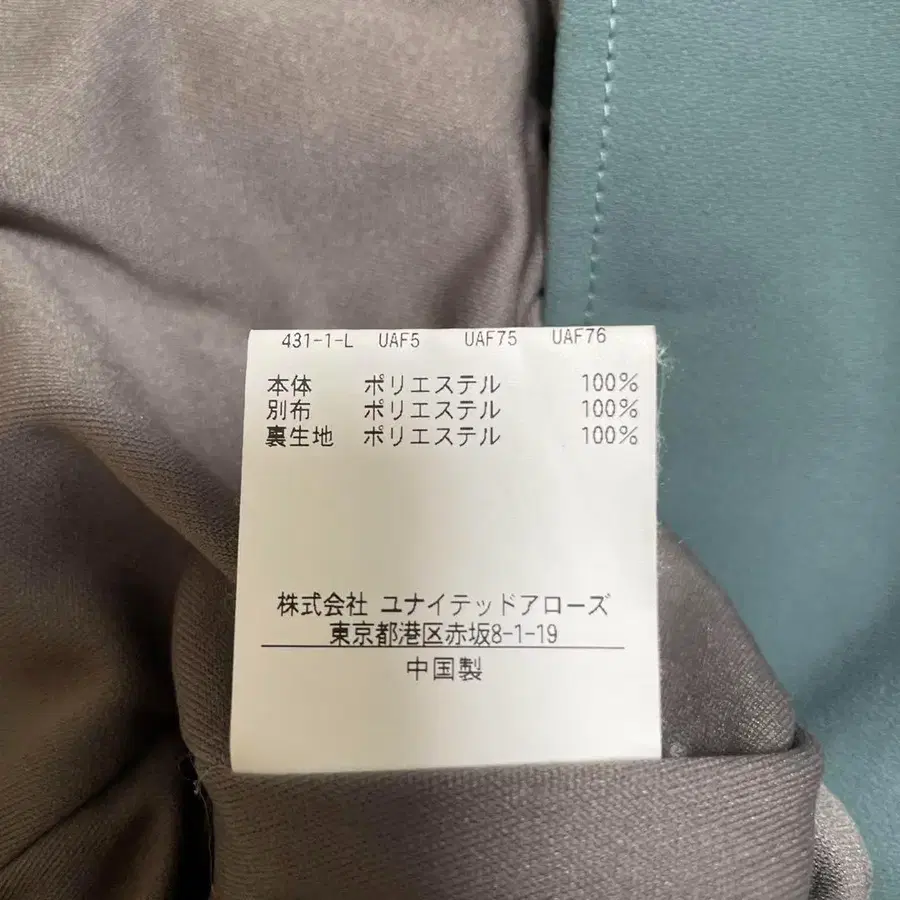 431-1-L UAF5 UAF75 UAF76
本体 ポリエステル 100%
別布 ポリエステル 100%
裏生地 ポリエステル 100%
株式会社 ユナイテッドアローズ
東京都港区赤坂8-1-19
中国製